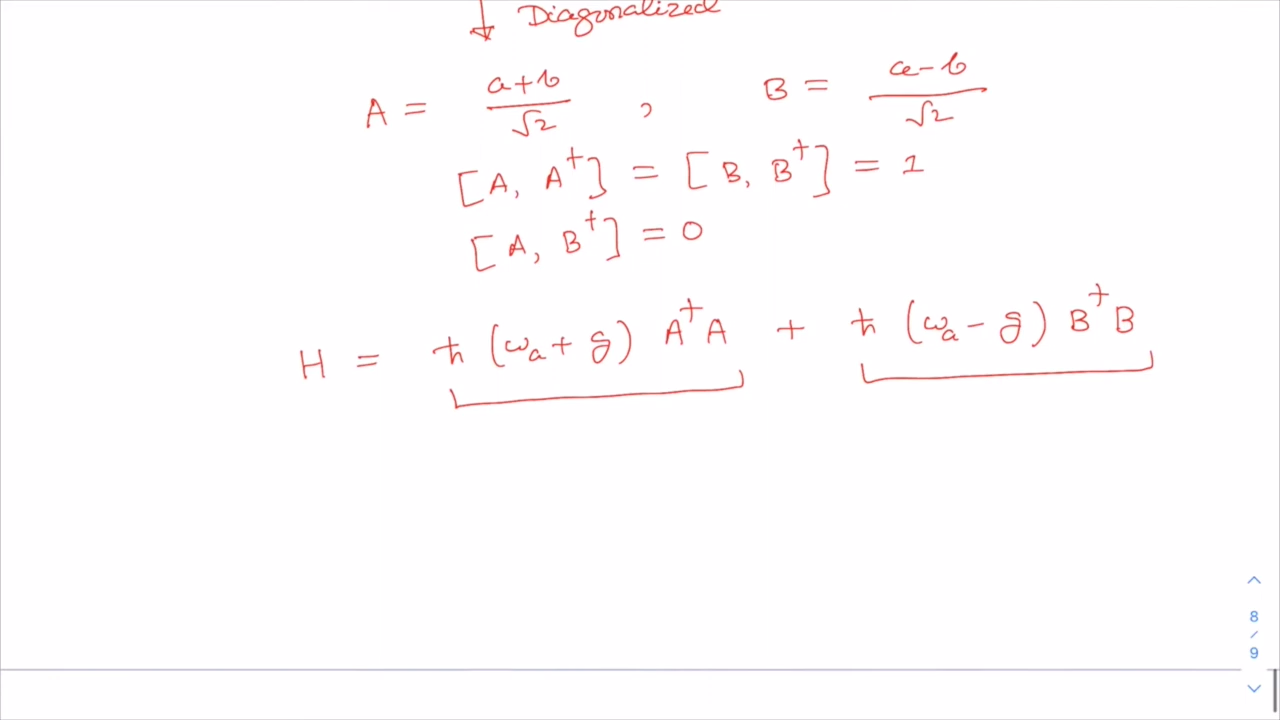 ↓ Diagonalized
A = a+b/√2 , B = a-b/√2
[A, A†] = [B, B†] = 1
[A, B†] = 0
H = ħ (ωa + g) A†A + ħ (ωa - g) B†B
8
/
9